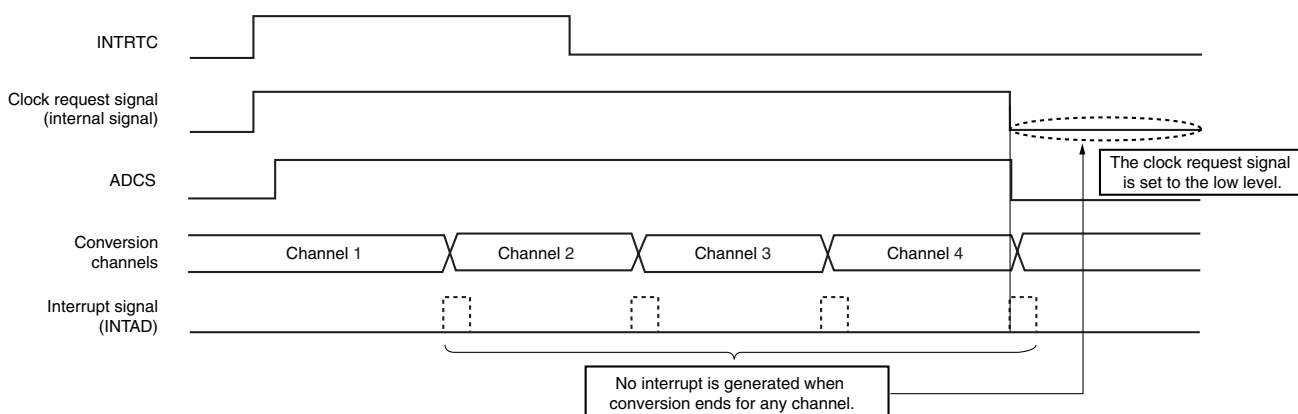 INTRTC
Clock request signal
(internal signal)
The clock request signal
is set to the low level.
ADCS
Conversion
channels
Channel 1
Channel 2
Channel 3
Channel 4
Interrupt signal
(INTAD)
No interrupt is generated when
conversion ends for any channel.